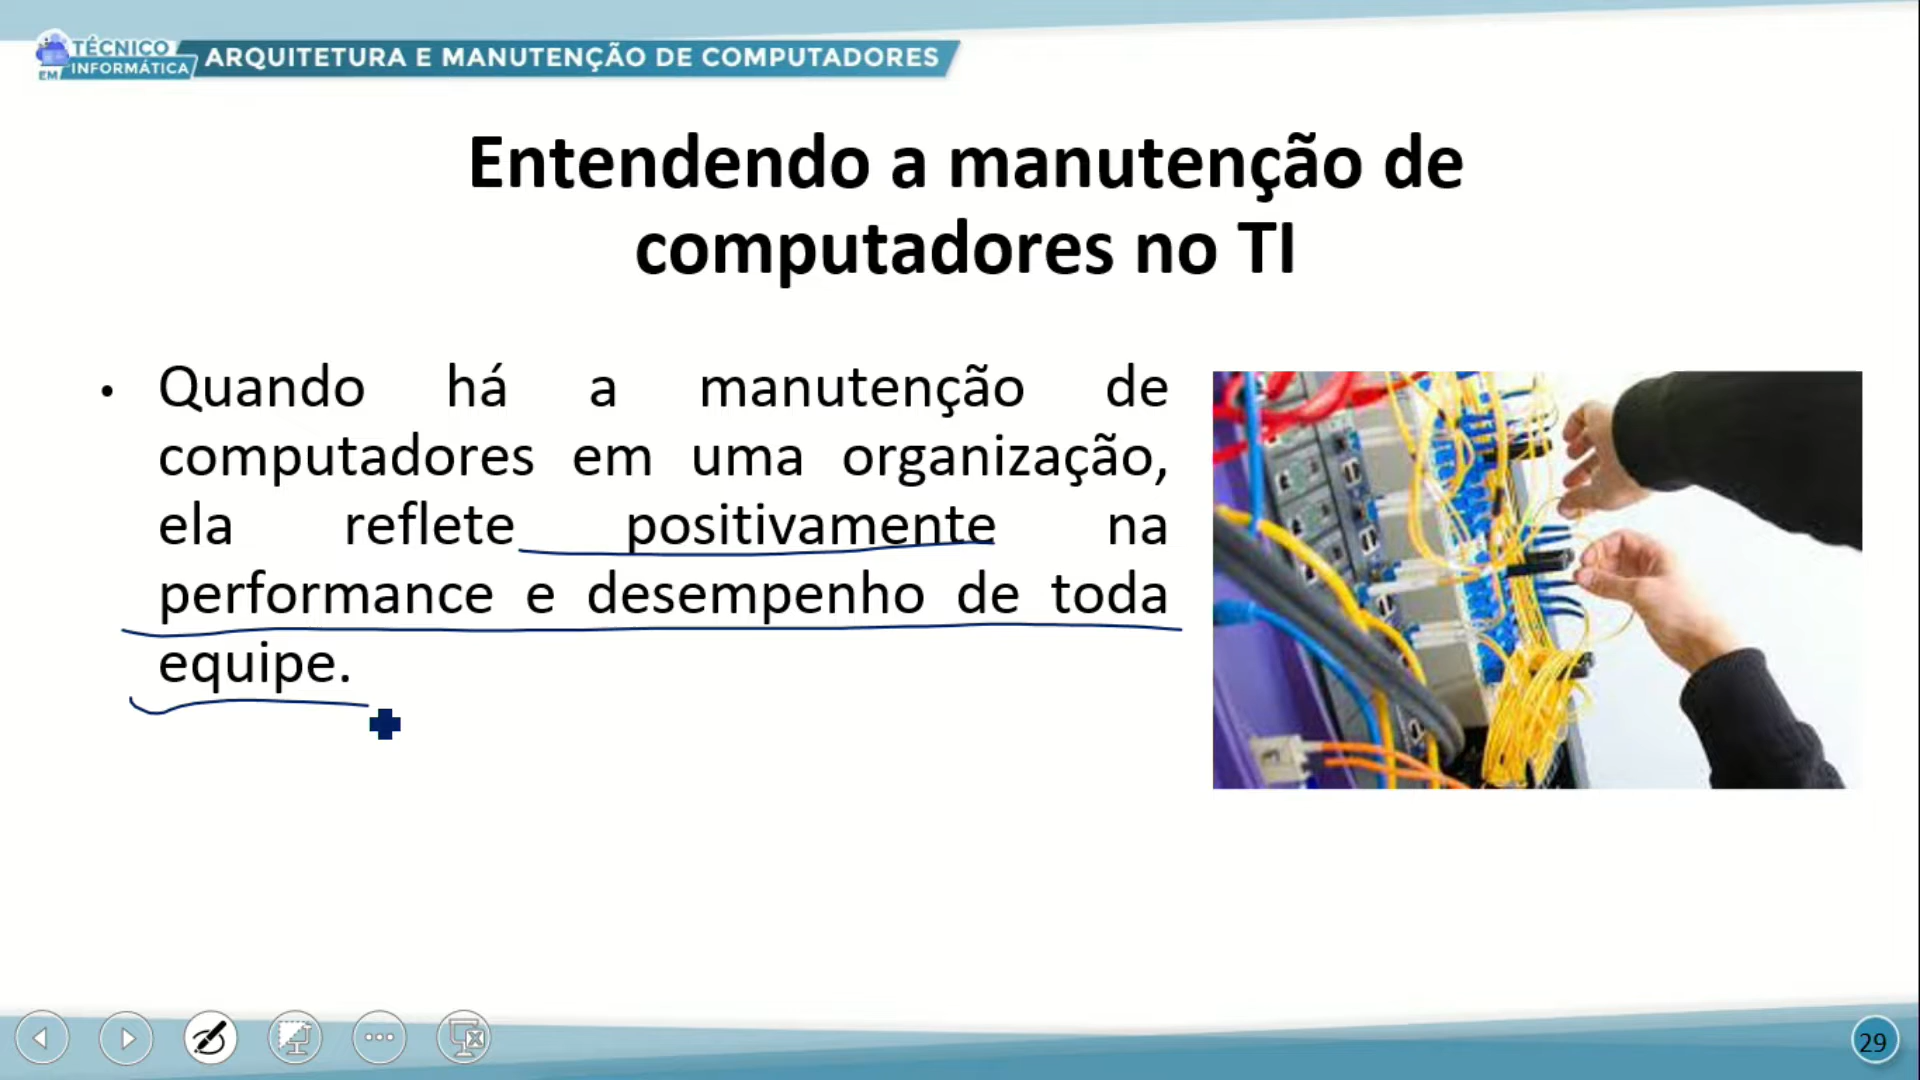 TÉCNICO
EM INFORMÁTICA
ARQUITETURA E MANUTENÇÃO DE COMPUTADORES
Entendendo a manutenção de
computadores no TI
• Quando há a manutenção de
computadores em uma organização,
ela reflete positivamente na
performance e desempenho de toda
equipe.
29